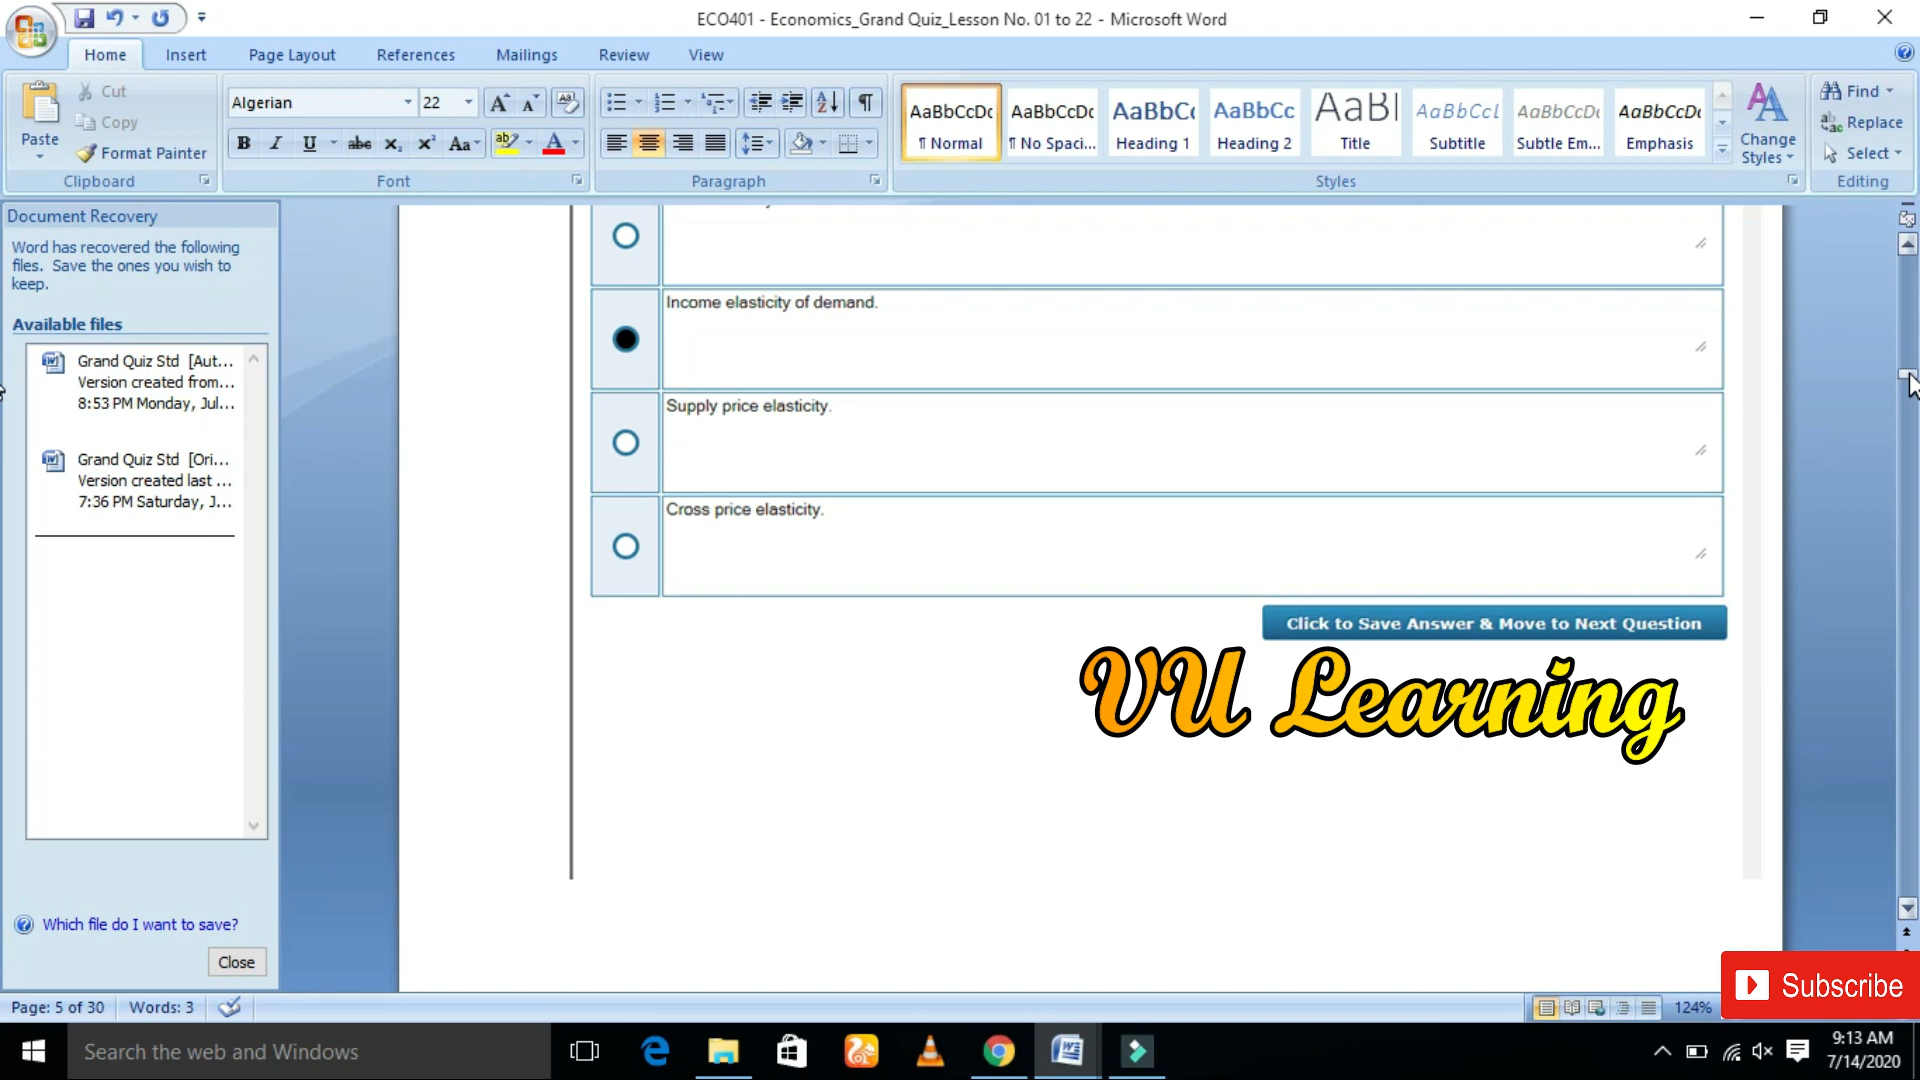 ECO401 - Economics_Grand Quiz_Lesson No. 01 to 22 - Microsoft Word
Home Insert Page Layout References Mailings Review View
Paste
Cut
Copy
Format Painter
Clipboard
Algerian 22
Font
Paragraph
AaBbCcDc AaBbCcDc AaBbCc AaBbCc AaBl AaBbCcL AaBbCcDc AaBbCcDc
¶ Normal ¶ No Spaci... Heading 1 Heading 2 Title Subtitle Subtle Em... Emphasis
Change Styles
Styles
Find
Replace
Select
Editing
Document Recovery
Word has recovered the following
files. Save the ones you wish to
keep.
Available files
Grand Quiz Std [Aut...
Version created from...
8:53 PM Monday, Jul...
Grand Quiz Std [Ori...
Version created last ...
7:36 PM Saturday, J...
Which file do I want to save?
Close
Income elasticity of demand.
Supply price elasticity.
Cross price elasticity.
Click to Save Answer & Move to Next Question
VU Learning
Subscribe
Page: 5 of 30 Words: 3 124%
Search the web and Windows
9:13 AM
7/14/2020